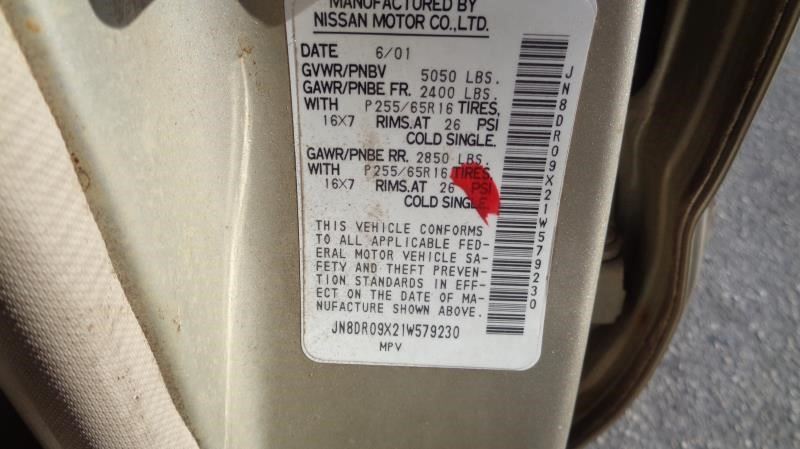 MANUFACTURED BY
NISSAN MOTOR CO.,LTD.
DATE 6/01
GVWR/PNBV 5050 LBS.
GAWR/PNBE FR. 2400 LBS.
WITH P255/65R16 TIRES,
16X7 RIMS,AT 26 PSI
COLD SINGLE.
GAWR/PNBE RR. 2850 LBS.
WITH P255/65R16 TIRES,
16X7 RIMS,AT 26 PSI
COLD SINGLE.
THIS VEHICLE CONFORMS
TO ALL APPLICABLE FED-
ERAL MOTOR VEHICLE SA-
FETY AND THEFT PREVEN-
TION STANDARDS IN EFF-
ECT ON THE DATE OF MA-
NUFACTURE SHOWN ABOVE.
JN8DR09X21W579230
MPV
JN8DR09X21W579230